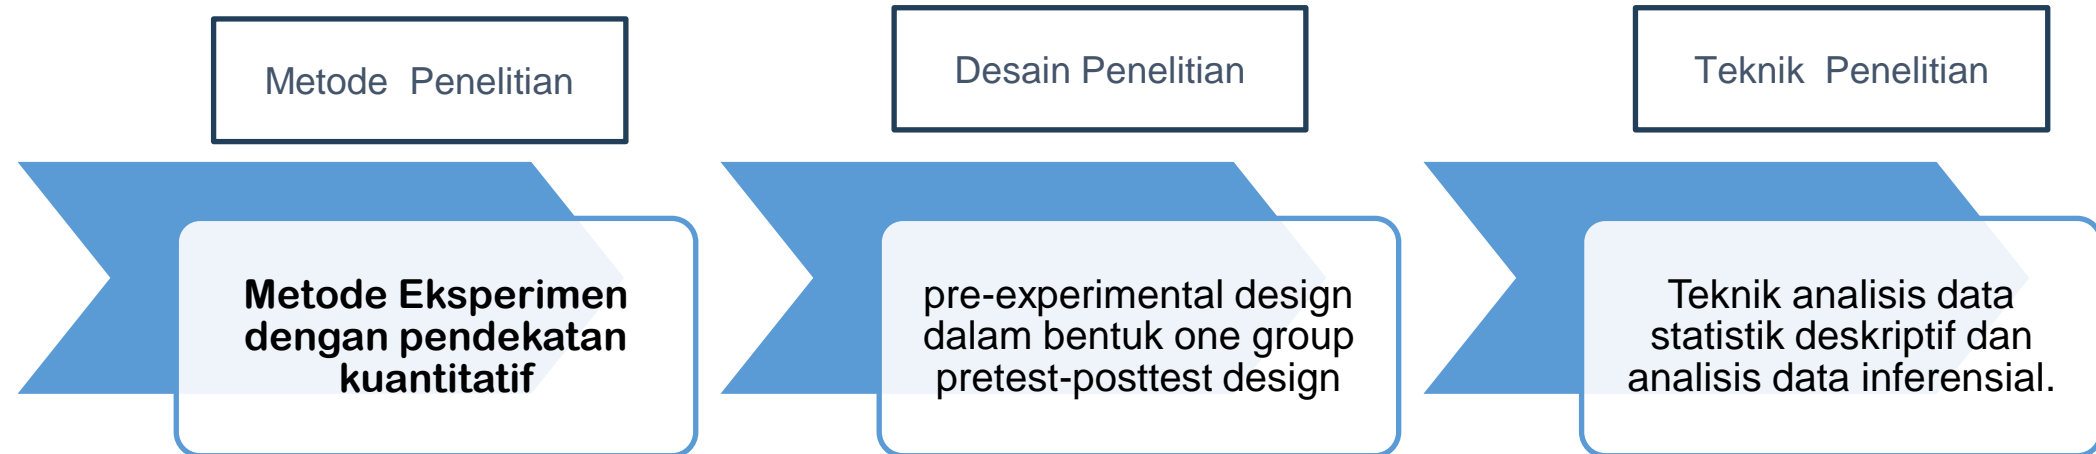 Metode  Penelitian
Desain Penelitian
Teknik  Penelitian
Metode Eksperimen
dengan pendekatan
kuantitatif
pre-experimental design
dalam bentuk one group
pretest-posttest design
Teknik analisis data
statistik deskriptif dan
analisis data inferensial.